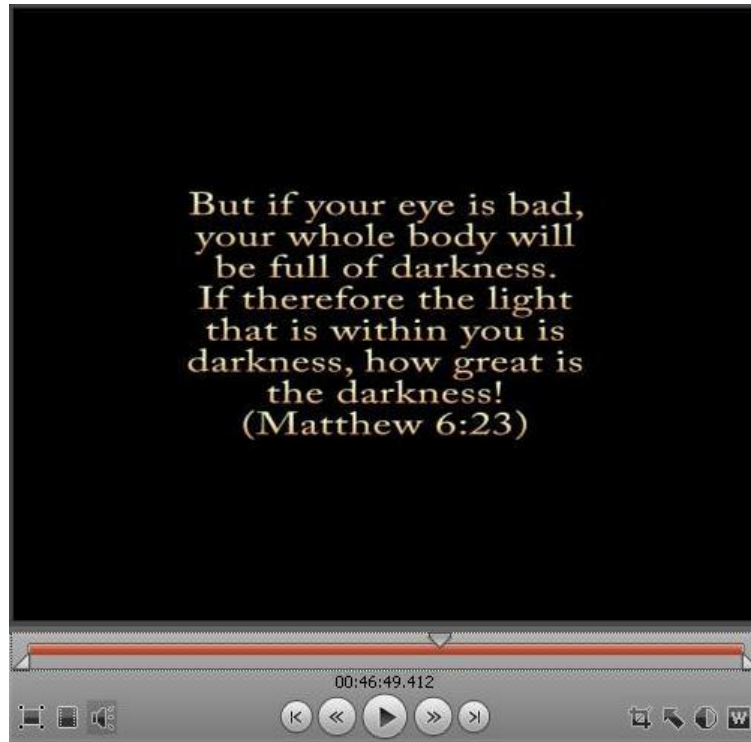 But if your eye is bad,
your whole body will
be full of darkness.
If therefore the light
that is within you is
darkness, how great is
the darkness!
(Matthew 6:23)
00:46:49.412
W